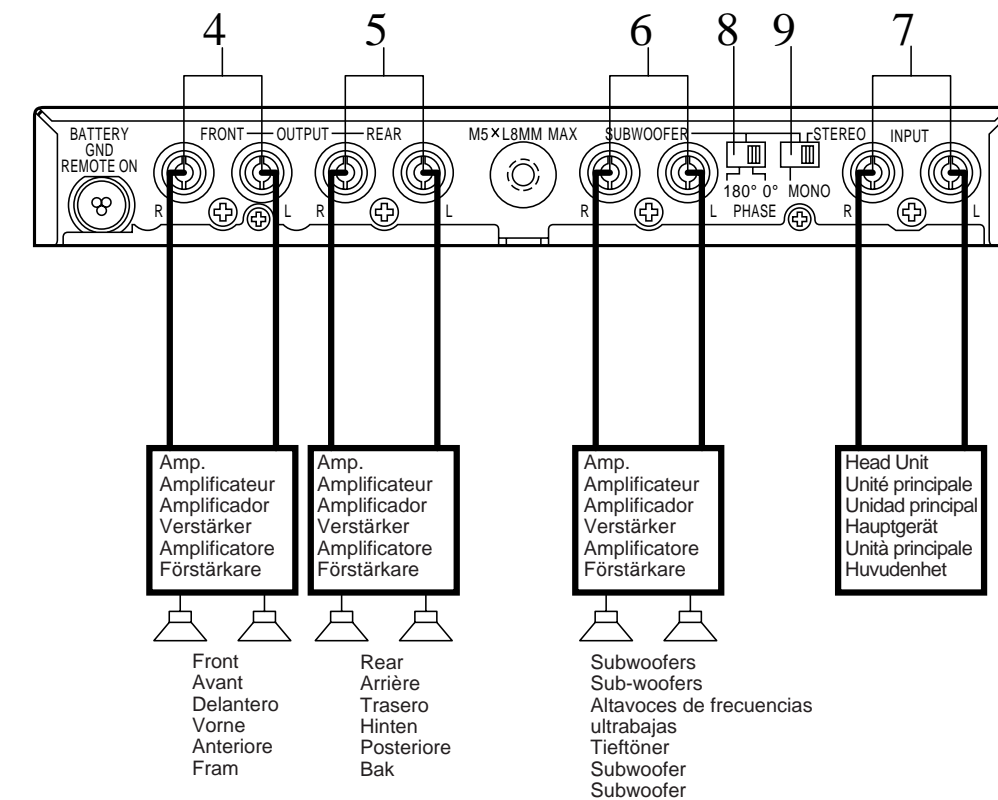 4 5 6 8 9 7
BATTERY
GND
REMOTE ON
FRONT OUTPUT REAR
M5×L8MM MAX
SUBWOOFER
STEREO
INPUT
180° 0° MONO
PHASE
R L R L R L R L
Amp.
Amplificateur
Amplificador
Verstärker
Amplificatore
Förstärkare
Amp.
Amplificateur
Amplificador
Verstärker
Amplificatore
Förstärkare
Amp.
Amplificateur
Amplificador
Verstärker
Amplificatore
Förstärkare
Head Unit
Unité principale
Unidad principal
Hauptgerät
Unità principale
Huvudenhet
Front
Avant
Delantero
Vorne
Anteriore
Fram
Rear
Arrière
Trasero
Hinten
Posteriore
Bak
Subwoofers
Sub-woofers
Altavoces de frecuencias
ultrabajas
Tieftöner
Subwoofer
Subwoofer